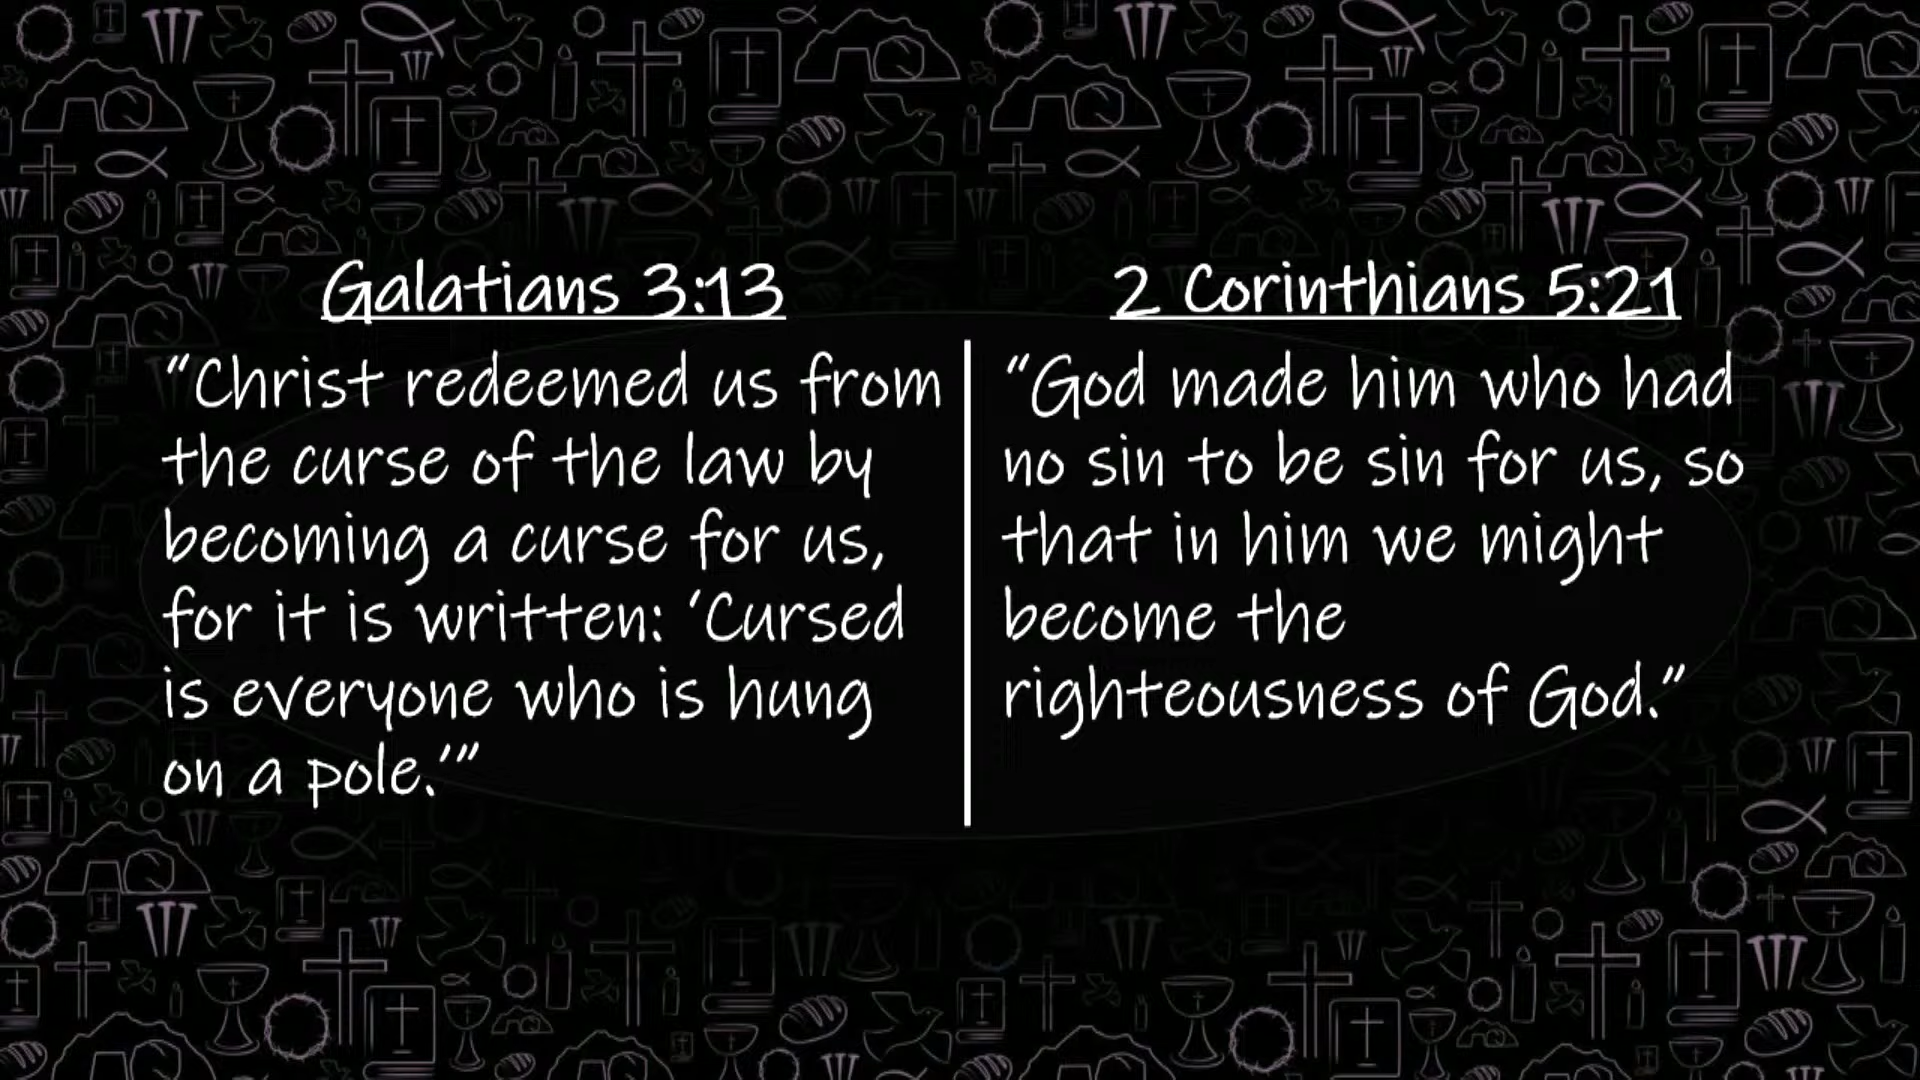 Galatians 3:13
“Christ redeemed us from
the curse of the law by
becoming a curse for us,
for it is written: ‘Cursed
is everyone who is hung
on a pole.’”
2 Corinthians 5:21
“God made him who had
no sin to be sin for us, so
that in him we might
become the
righteousness of God.”